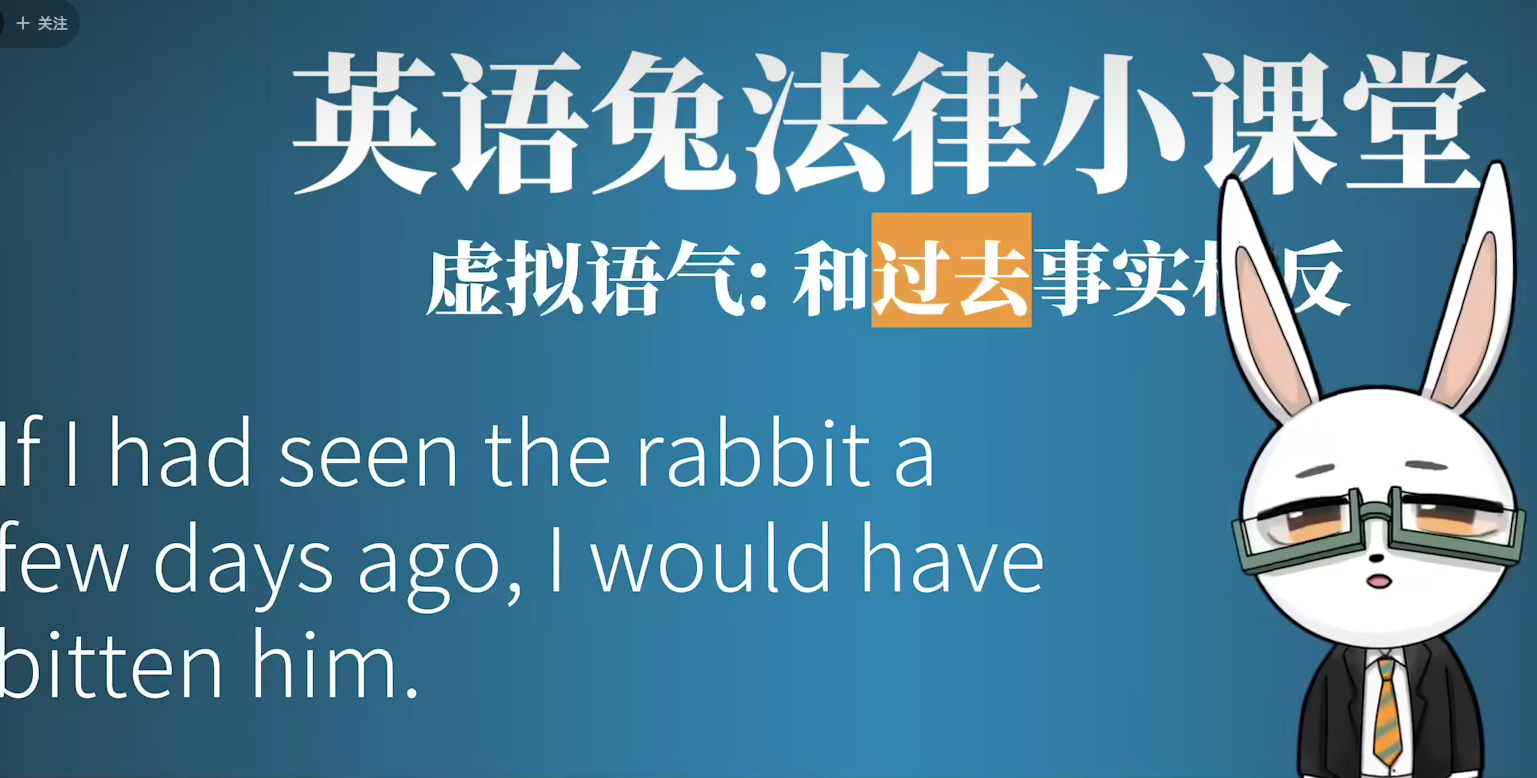 + 关注
英语兔法律小课堂
虚拟语气: 和过去事实相反
If I had seen the rabbit a
few days ago, I would have
bitten him.